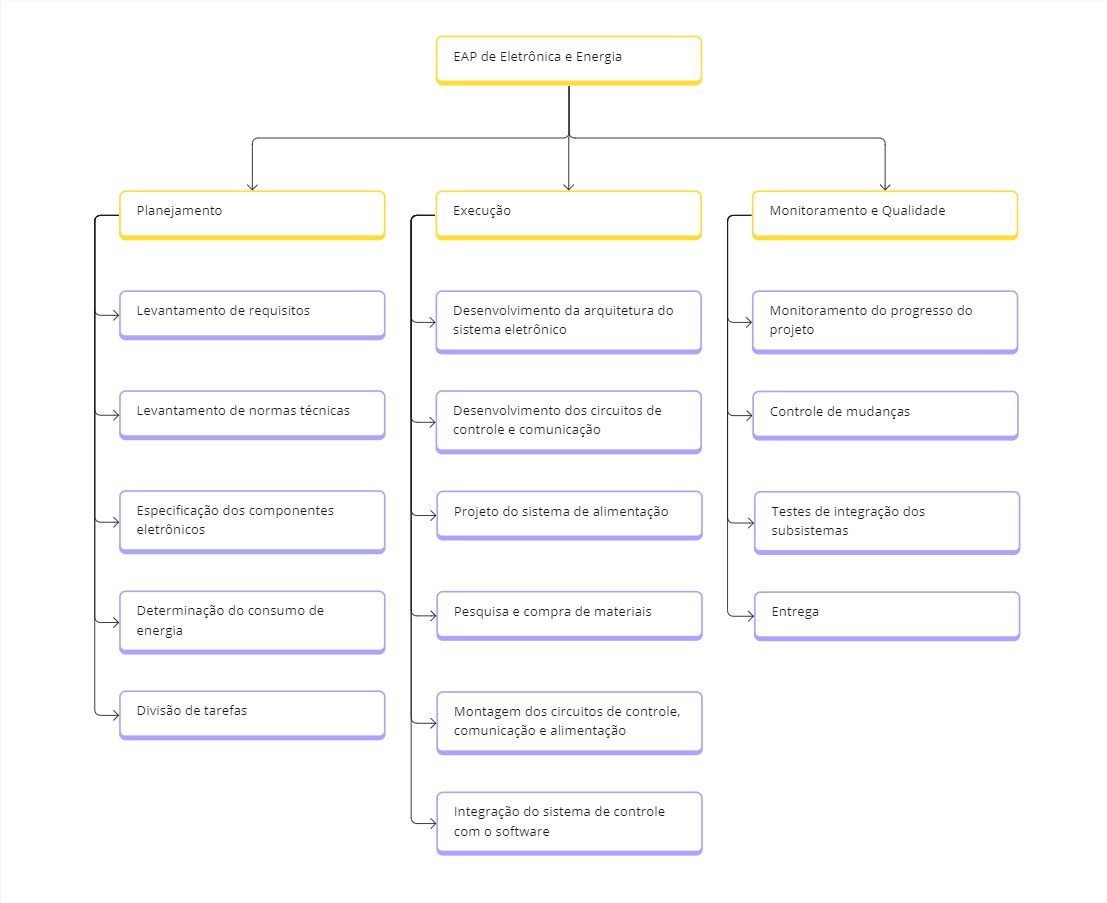 EAP de Eletrônica e Energia
Planejamento
Levantamento de requisitos
Levantamento de normas técnicas
Especificação dos componentes
eletrônicos
Determinação do consumo de
energia
Divisão de tarefas
Execução
Desenvolvimento da arquitetura do
sistema eletrônico
Desenvolvimento dos circuitos de
controle e comunicação
Projeto do sistema de alimentação
Pesquisa e compra de materiais
Montagem dos circuitos de controle,
comunicação e alimentação
Integração do sistema de controle
com o software
Monitoramento e Qualidade
Monitoramento do progresso do
projeto
Controle de mudanças
Testes de integração dos
subsistemas
Entrega